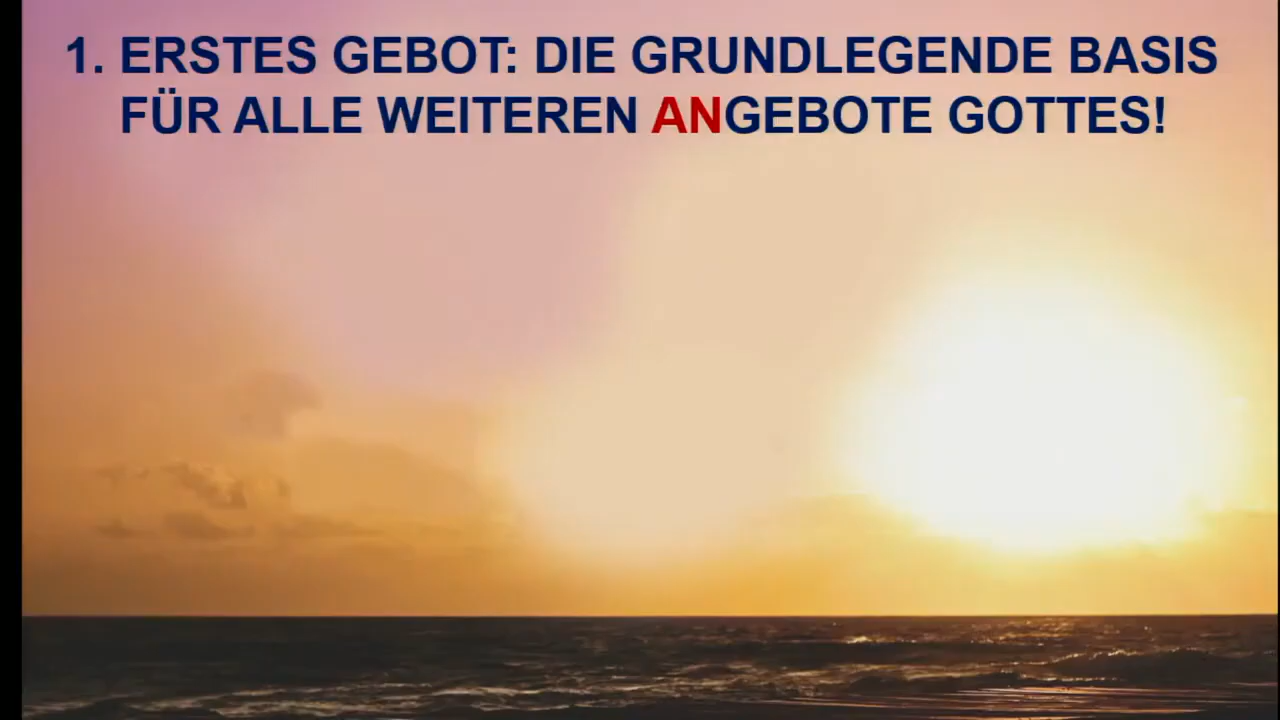 1. ERSTES GEBOT: DIE GRUNDLEGENDE BASIS
FÜR ALLE WEITEREN ANGEBOTE GOTTES!